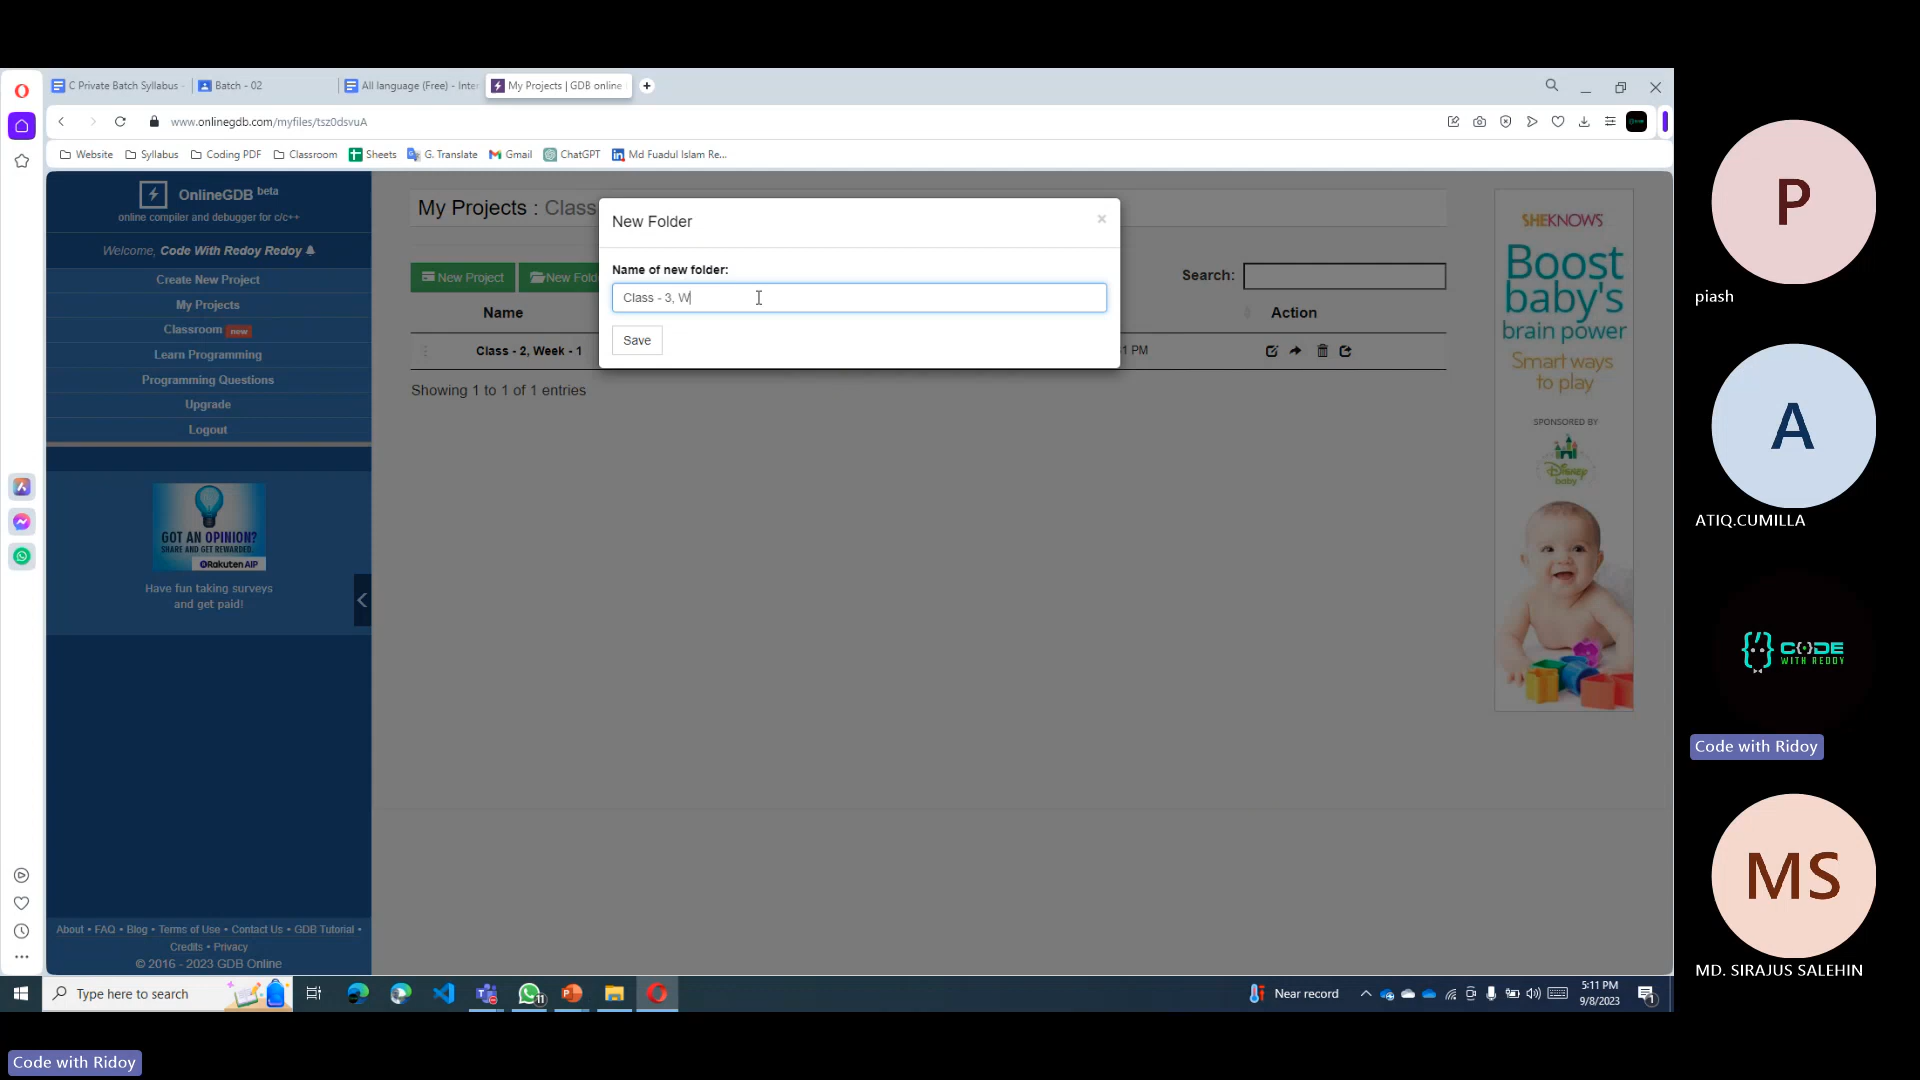 C Private Batch Syllabus
Batch - 02
All language (Free) - Inte
My Projects | GDB online
www.onlinegdb.com/myfiles/tsz0dsvuA
Website
Syllabus
Coding PDF
Classroom
Sheets
G. Translate
Gmail
ChatGPT
Md Fuadul Islam Re...
OnlineGDB beta
online compiler and debugger for c/c++
Welcome, Code With Redoy Redoy
Create New Project
My Projects
Classroom new
Learn Programming
Programming Questions
Upgrade
Logout
GOT AN OPINION?
SHARE AND GET REWARDED.
Rakuten AIP
Have fun taking surveys
and get paid!
About • FAQ • Blog • Terms of Use • Contact Us • GDB Tutorial •
Credits • Privacy
© 2016 - 2023 GDB Online
My Projects : Class
New Project
New Fold
Search:
Name
Action
Class - 2, Week - 1
1 PM
Showing 1 to 1 of 1 entries
New Folder
×
Name of new folder:
Class - 3, W
Save
SHEKNOWS
Boost
baby's
brain power
Smart ways
to play
SPONSORED BY
Disney
baby
P
piash
A
ATIQ.CUMILLA
CODE
WITH REDOY
Code with Ridoy
MS
MD. SIRAJUS SALEHIN
Type here to search
11
Near record
5:11 PM
9/8/2023
1
Code with Ridoy